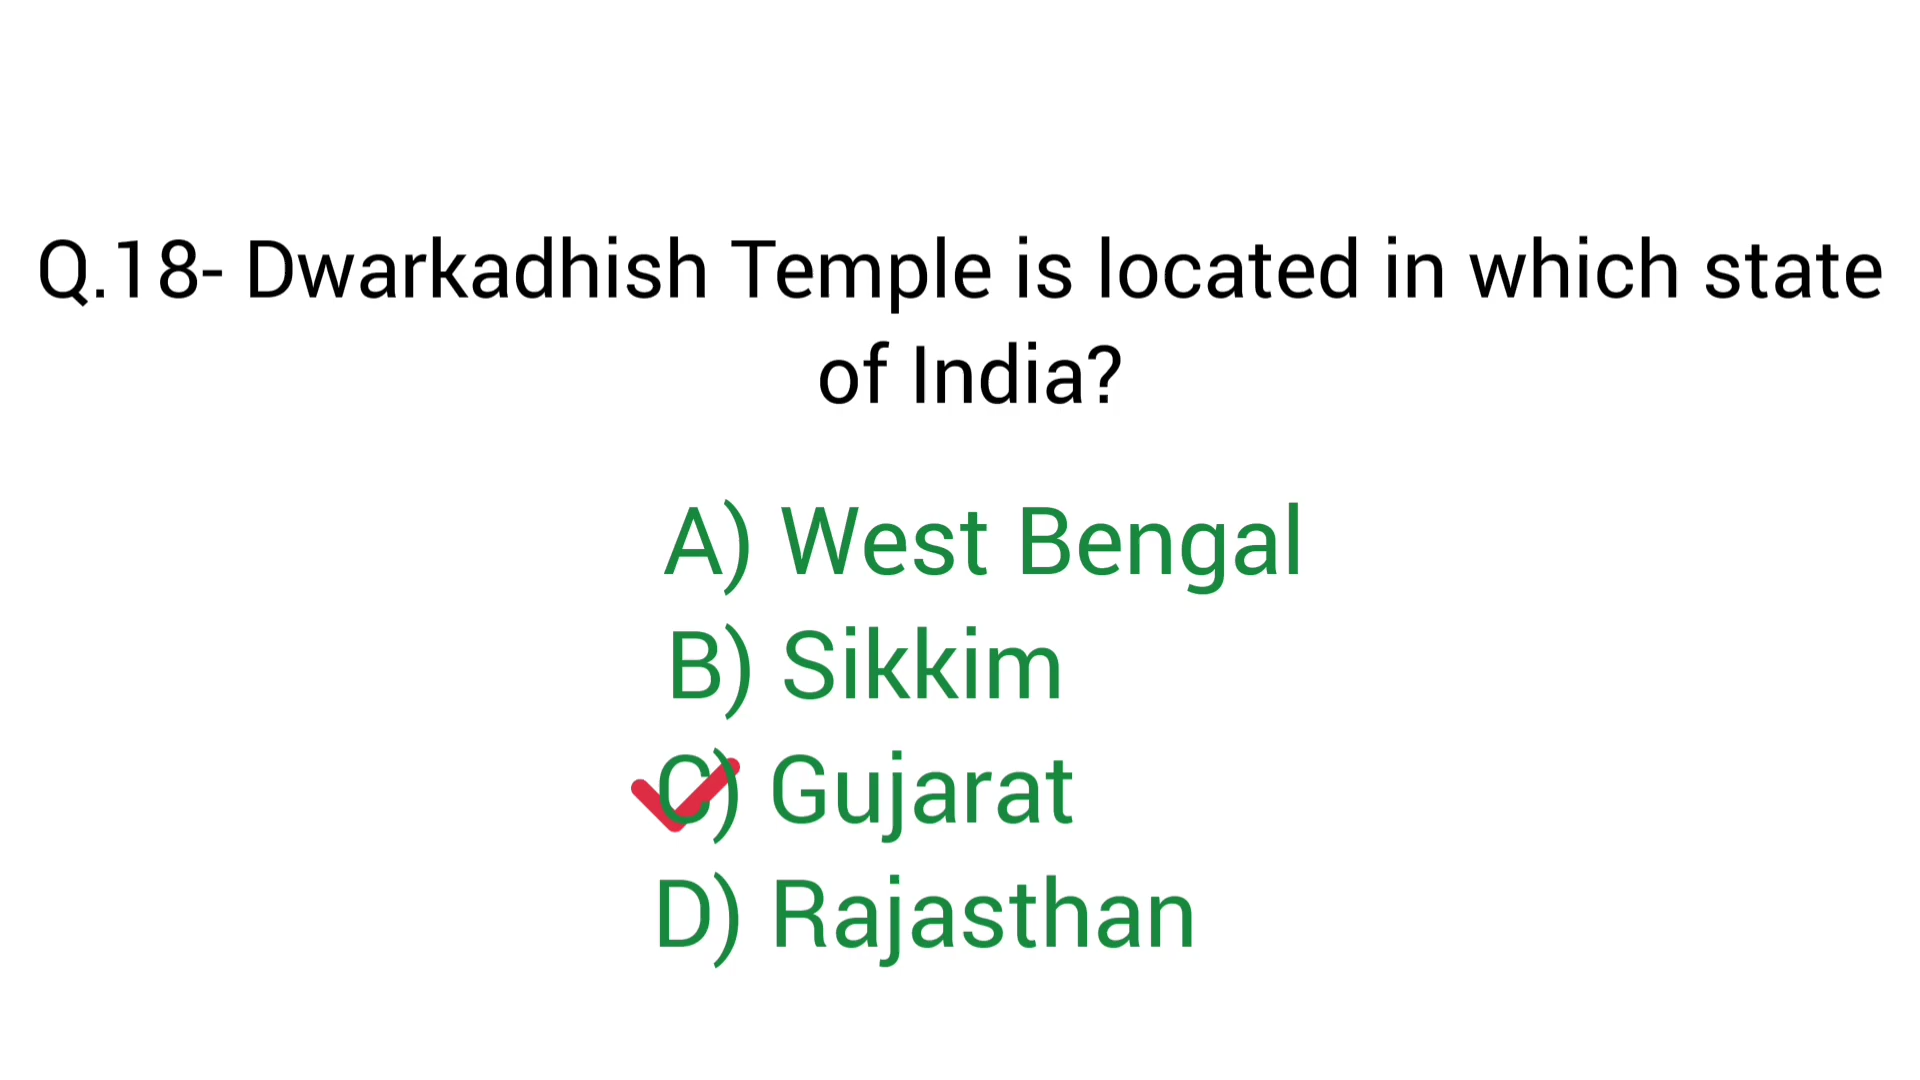 Q.18- Dwarkadhish Temple is located in which state
of India?
A) West Bengal
B) Sikkim
C) Gujarat
D) Rajasthan